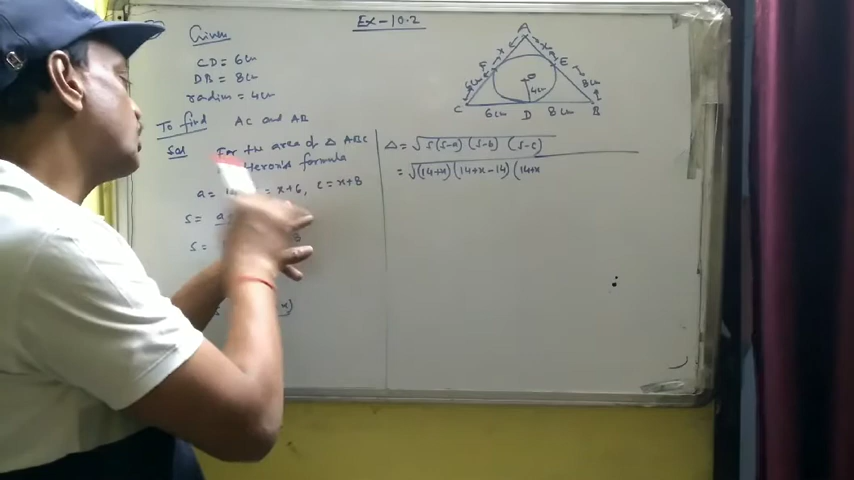 Ex-10.2
Given
CD = 6cm
DB = 8cm
radius = 4cm
To find AC and AB
Sol For the area of △ ABC
Heron's formula
a = 14 = x+6, c = x+8
s = a
s =
△ = √s(s-a) (s-b) (s-c)
= √(14+x) (14+x-14) (14+x
A
x x
F E
6cm 8cm
O
4cm
C 6cm D 8cm B